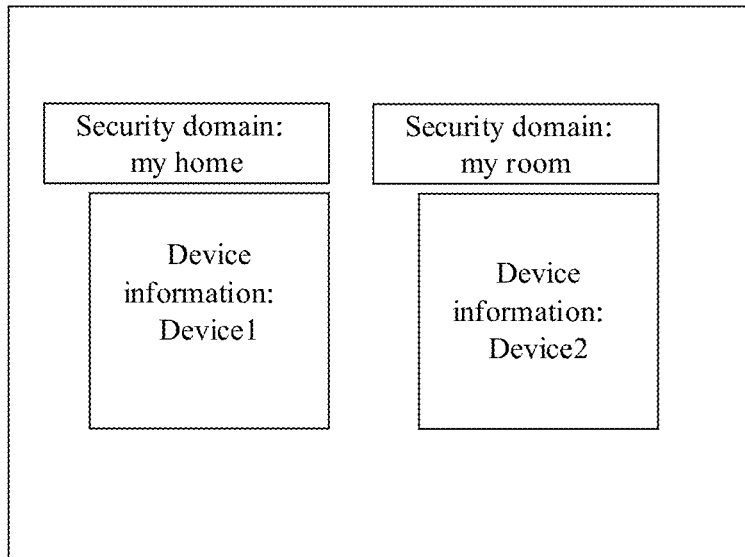 Security domain:
my home
Device
information:
Device1
Security domain:
my room
Device
information:
Device2